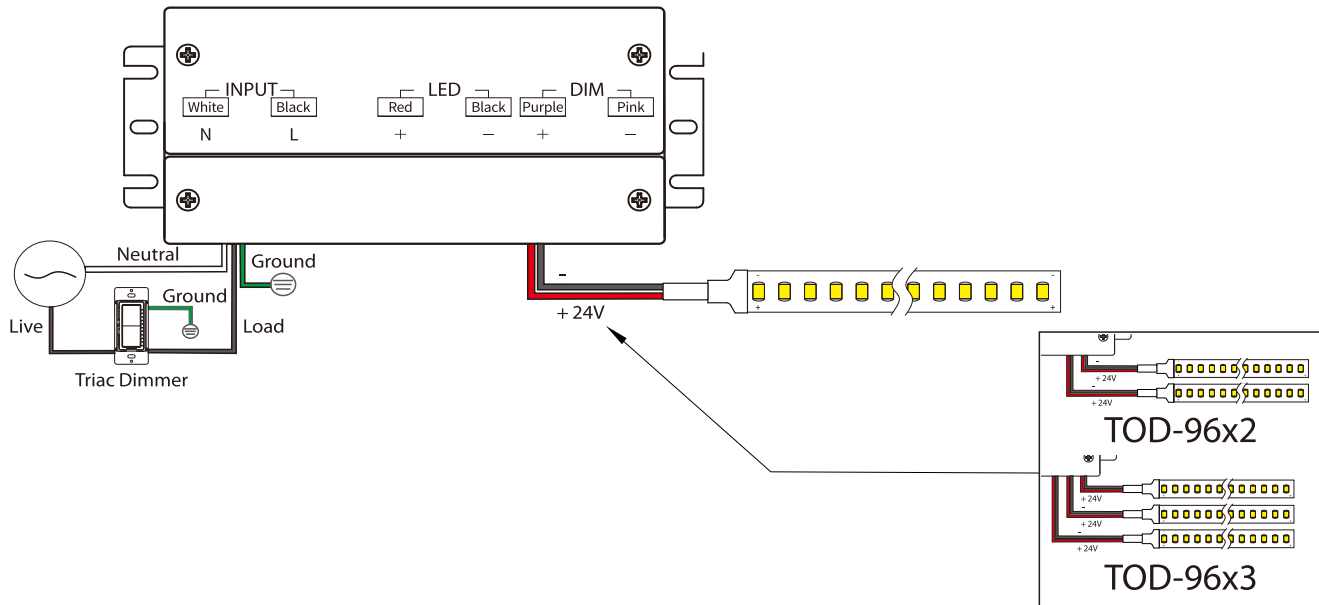 INPUT
LED
DIM
White
Black
Red
Black
Purple
Pink
N
L
+
−
+
−
Neutral
Ground
Ground
Live
Load
Triac Dimmer
-
+ 24V
-
-
+
+
-
+ 24V
-
+ 24V
TOD-96x2
+ 24V
-
+ 24V
-
+ 24V
TOD-96x3